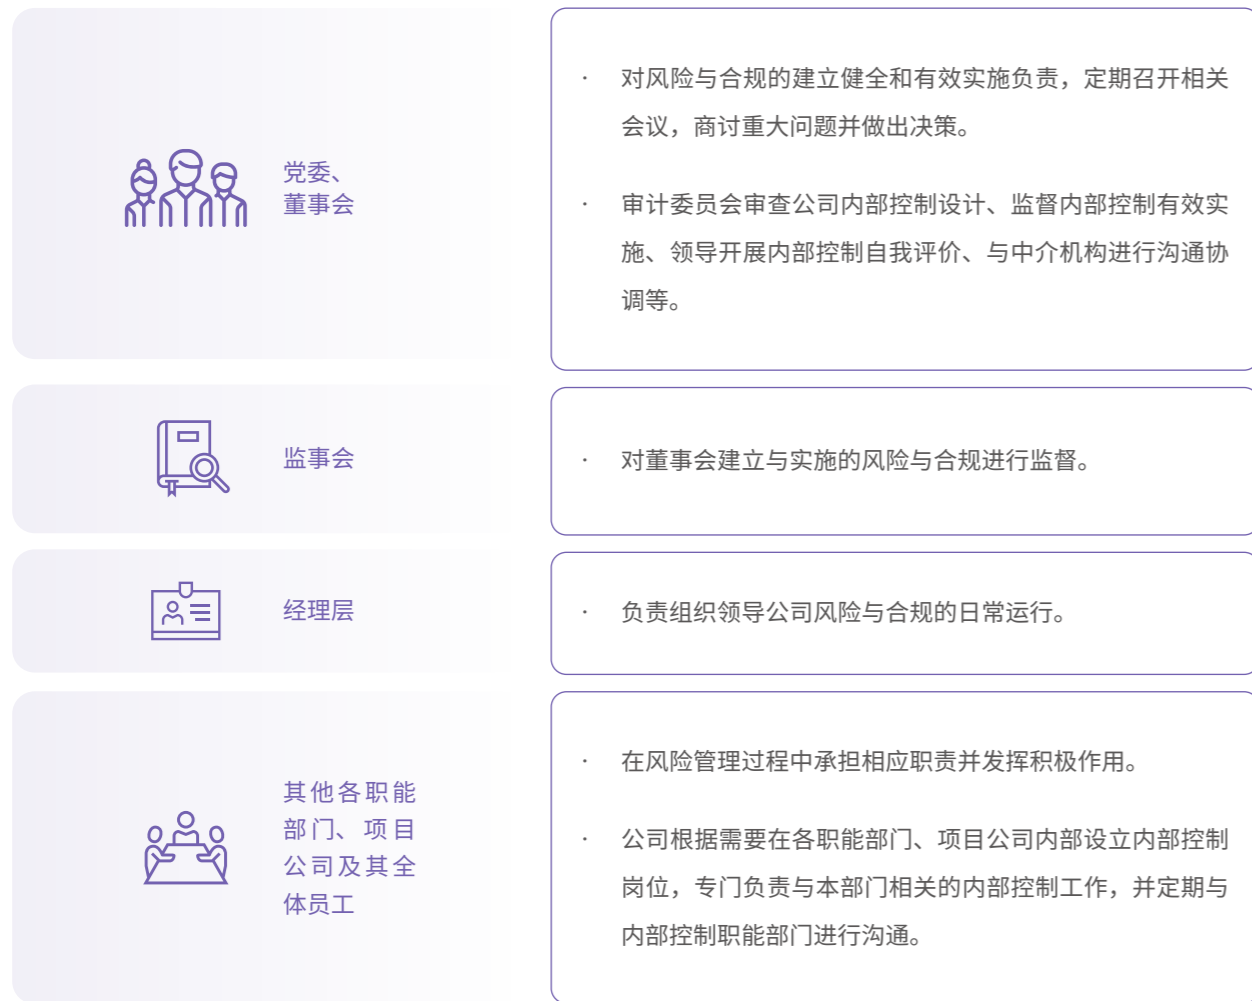 党委、
董事会
· 对风险与合规的建立健全和有效实施负责，定期召开相关
会议，商讨重大问题并做出决策。
· 审计委员会审查公司内部控制设计、监督内部控制有效实
施、领导开展内部控制自我评价、与中介机构进行沟通协
调等。
监事会
· 对董事会建立与实施的风险与合规进行监督。
经理层
· 负责组织领导公司风险与合规的日常运行。
其他各职能
部门、项目
公司及其全
体员工
· 在风险管理过程中承担相应职责并发挥积极作用。
· 公司根据需要在各职能部门、项目公司内部设立内部控制
岗位，专门负责与本部门相关的内部控制工作，并定期与
内部控制职能部门进行沟通。